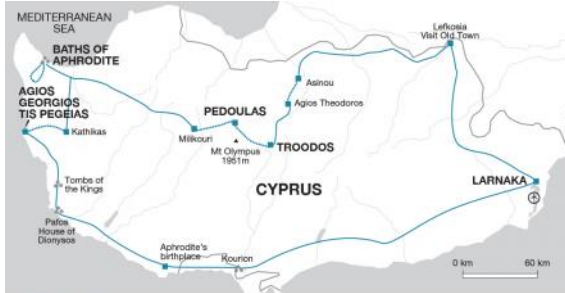 MEDITERRANEAN
SEA
Lefkosia
Visit Old Town
BATHS OF
APHRODITE
Asinou
AGIOS
GEORGIOS
TIS PEGEIAS
PEDOULAS
Agios Theodoros
Kathikas
Milikouri
Mt Olympus
1951m
TROODOS
Tombs of
the Kings
CYPRUS
LARNAKA
Pafos
House of
Dionysos
Aphrodite's
birthplace
Kourion
0 km
60 km